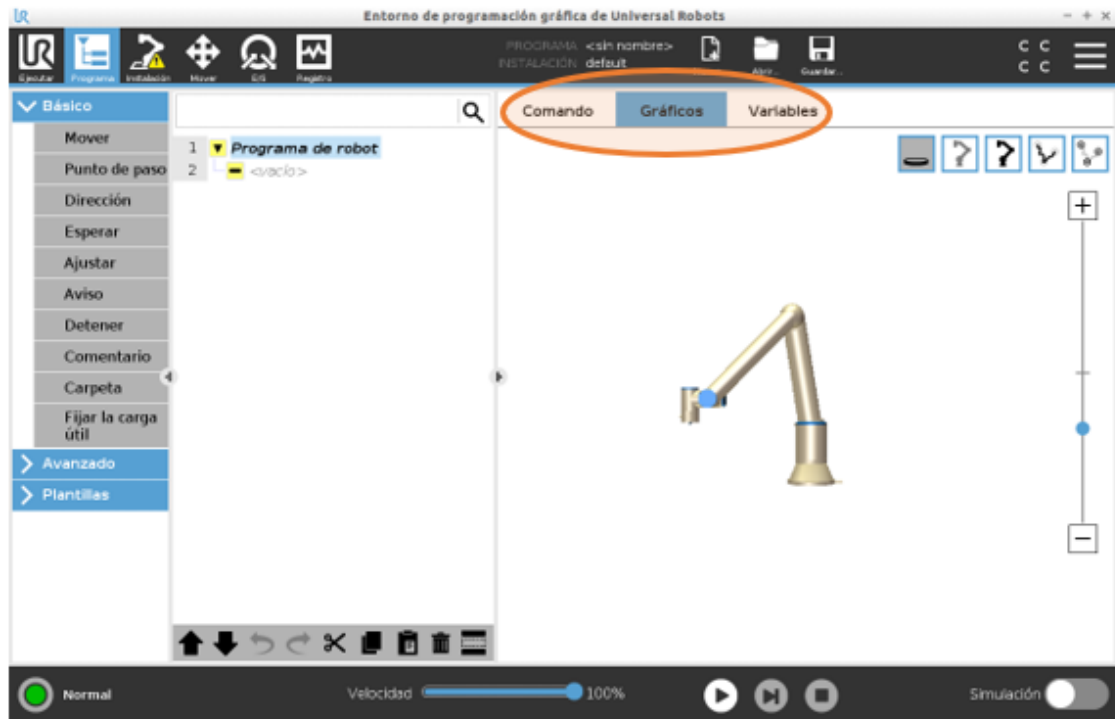 UR
Entorno de programación gráfica de Universal Robots
UR
Ejecutar Programa Instalación Mover E/S Registro
PROGRAMA <sin nombre>
INSTALACIÓN default
Abrir... Guardar...
C C
C C
Básico
Mover
Punto de paso
Dirección
Esperar
Ajustar
Aviso
Detener
Comentario
Carpeta
Fijar la carga
útil
Avanzado
Plantillas
1 Programa de robot
2 <vacío>
Comando Gráficos Variables
Normal
Velocidad 100%
Simulación